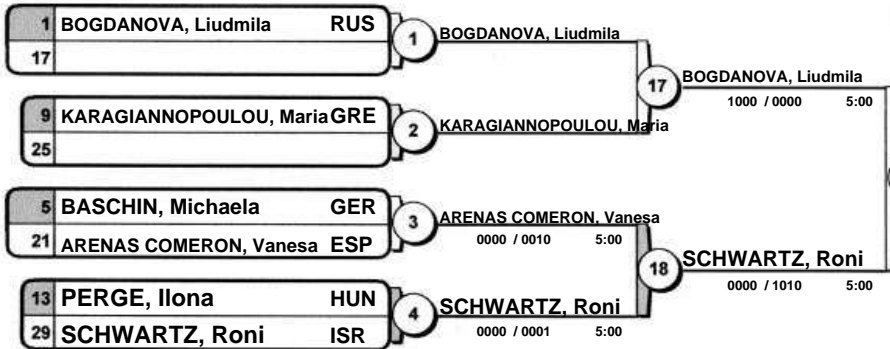 1 BOGDANOVA, Liudmila RUS
17
1 BOGDANOVA, Liudmila
9 KARAGIANNOPOULOU, Maria GRE
25
2 KARAGIANNOPOULOU, Maria
17 BOGDANOVA, Liudmila
1000 / 0000 5:00
5 BASCHIN, Michaela GER
21 ARENAS COMERON, Vanesa ESP
3 ARENAS COMERON, Vanesa
0000 / 0010 5:00
13 PERGE, Ilona HUN
29 SCHWARTZ, Roni ISR
4 SCHWARTZ, Roni
0000 / 0001 5:00
18 SCHWARTZ, Roni
0000 / 1010 5:00